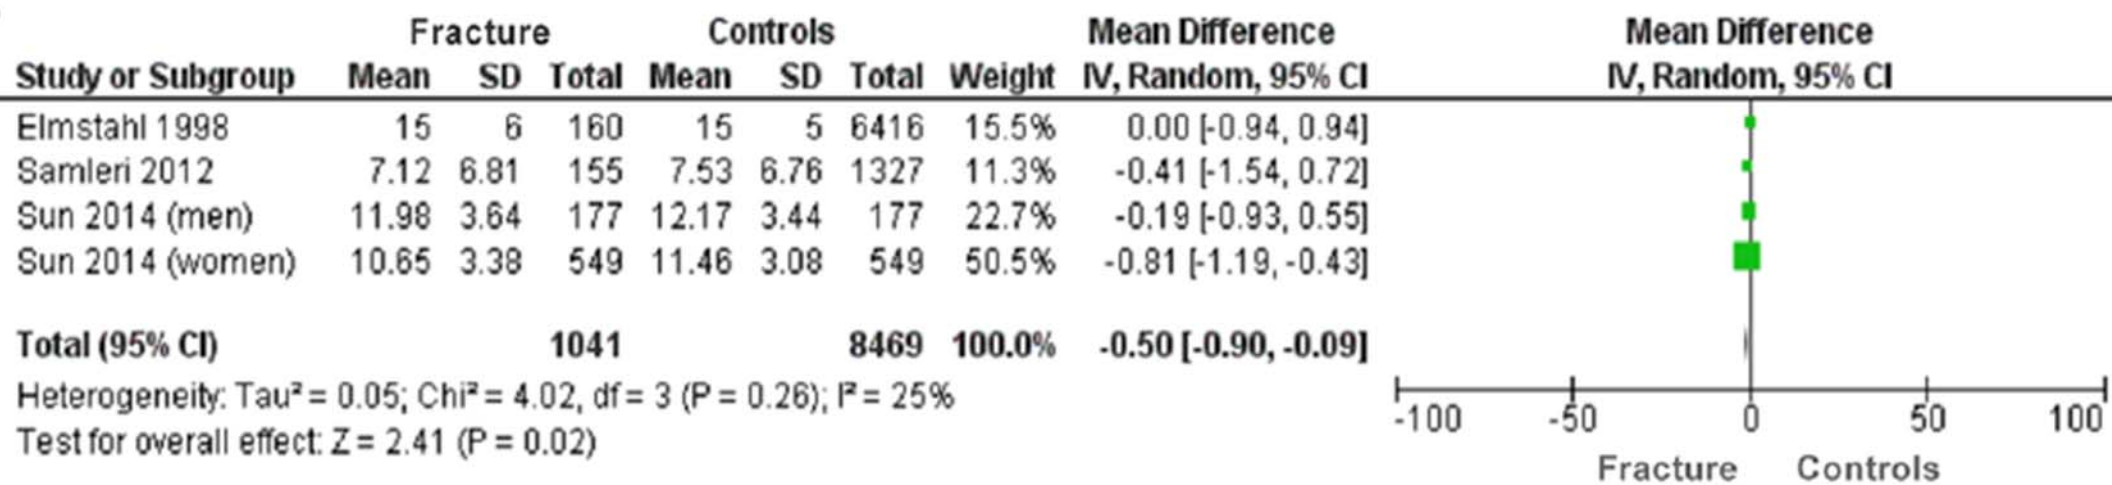 Fracture Controls Mean Difference Mean Difference
Study or Subgroup Mean SD Total Mean SD Total Weight IV, Random, 95% CI IV, Random, 95% CI
Elmstahl 1998 15 6 160 15 5 6416 15.5% 0.00 [-0.94, 0.94]
Samleri 2012 7.12 6.81 155 7.53 6.76 1327 11.3% -0.41 [-1.54, 0.72]
Sun 2014 (men) 11.98 3.64 177 12.17 3.44 177 22.7% -0.19 [-0.93, 0.55]
Sun 2014 (women) 10.65 3.38 549 11.46 3.08 549 50.5% -0.81 [-1.19, -0.43]
Total (95% CI) 1041 8469 100.0% -0.50 [-0.90, -0.09]
Heterogeneity: Tau² = 0.05; Chi² = 4.02, df = 3 (P = 0.26); I² = 25%
Test for overall effect: Z = 2.41 (P = 0.02)
-100 -50 0 50 100
Fracture Controls